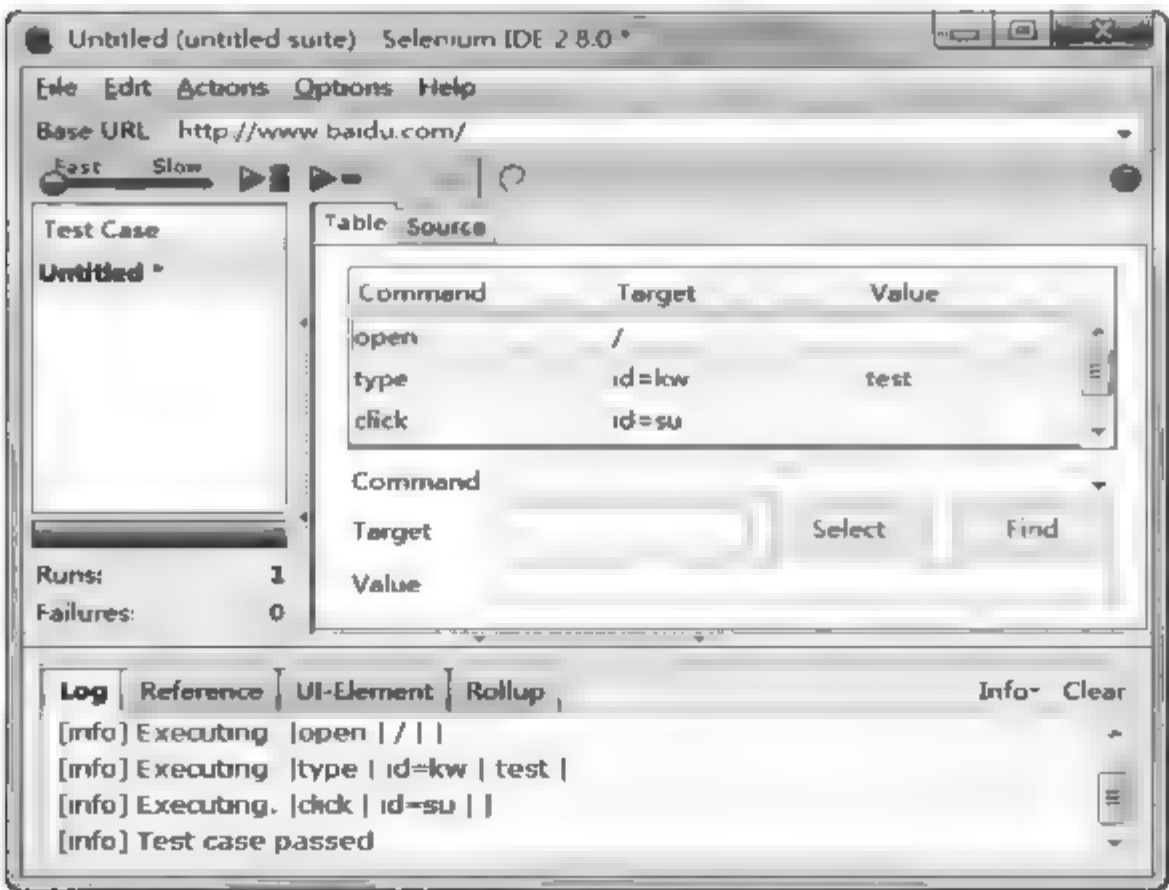 Untitled (untitled suite) Selenium IDE 2.8.0 *
File Edit Actions Options Help
Base URL http://www.baidu.com/
Fast Slow
Test Case
Untitled *
Table Source
Command Target Value
open /
type id=kw test
click id=su
Command
Target Select Find
Value
Runs: 1
Failures: 0
Log Reference UI-Element Rollup Info Clear
[info] Executing |open | / | |
[info] Executing |type | id=kw | test |
[info] Executing. |click | id=su | |
[info] Test case passed